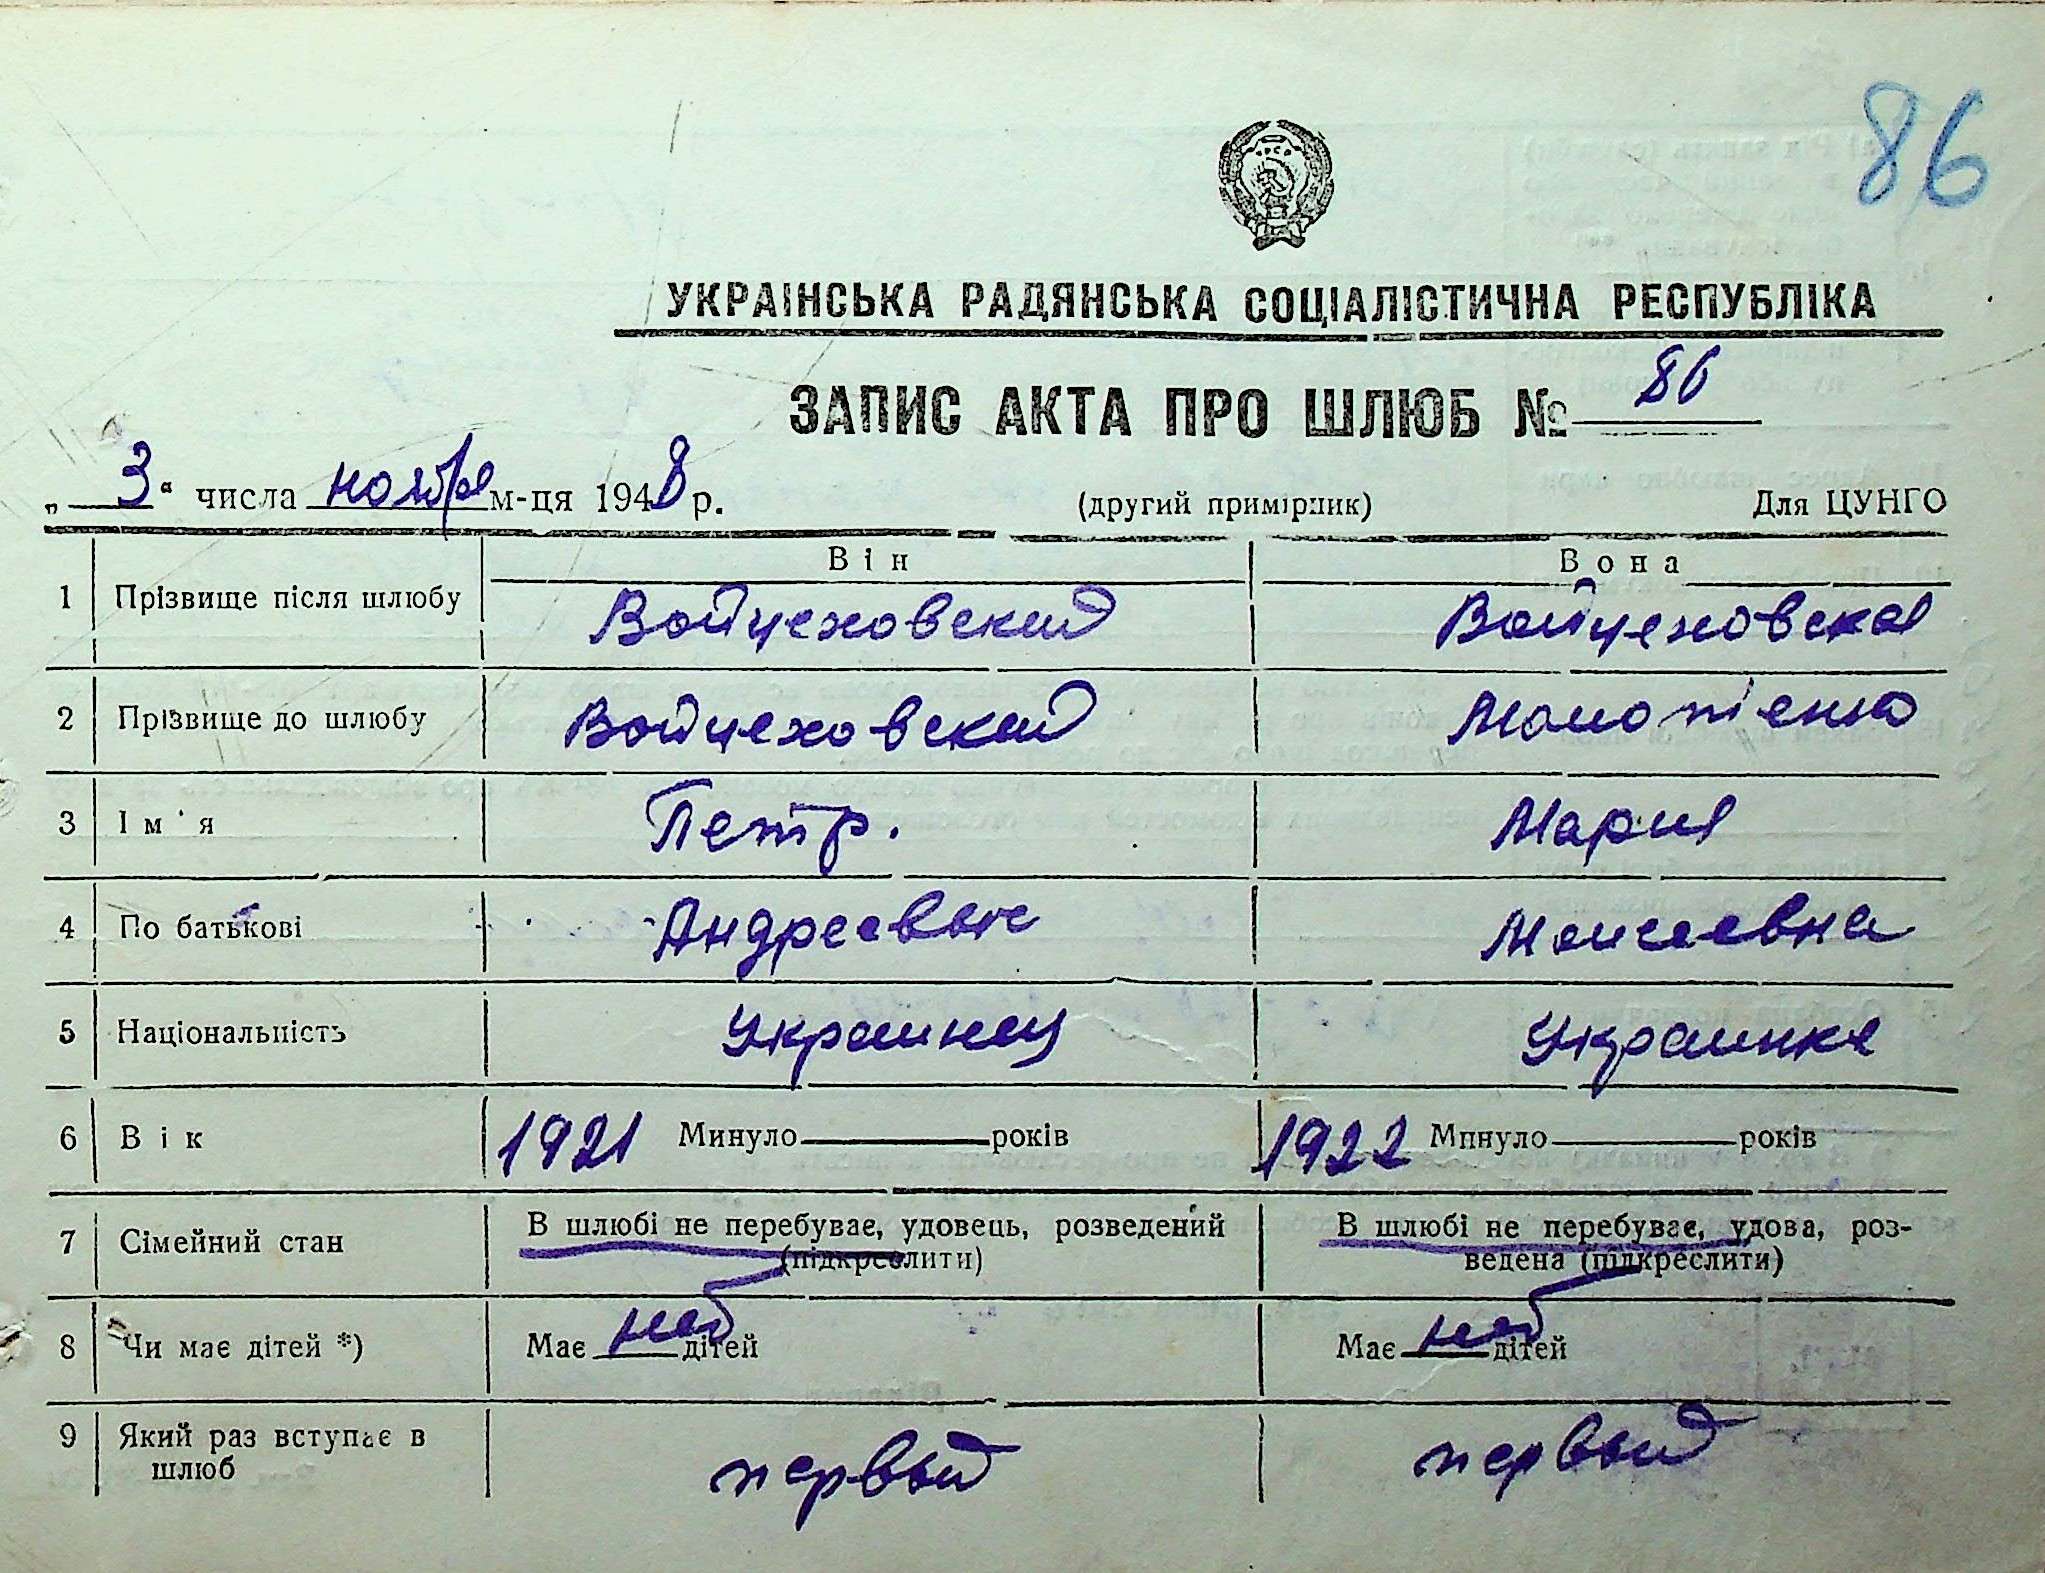 86
УКРАЇНСЬКА РАДЯНСЬКА СОЦІАЛІСТИЧНА РЕСПУБЛІКА
ЗАПИС АКТА ПРО ШЛЮБ № 86
„ 3 “ числа ноября м-ця 1948 р. (другий примірник) Для ЦУНГО
Він Вона
1 Прізвище після шлюбу Войцеховский Войцеховская
2 Прізвище до шлюбу Войцеховский
3 Ім'я Петр. Мария
4 По батькові Андреевич Моисеевна
5 Національність Украинец Украинка
6 Вік 1921 Минуло років 1922 Минуло років
7 Сімейний стан В шлюбі не перебуває, удовець, розведений В шлюбі не перебуває, удова, роз-
(підкреслити) ведена (підкреслити)
8 Чи має дітей *) Має нет дітей Має нет дітей
9 Який раз вступає в первый первый
шлюб